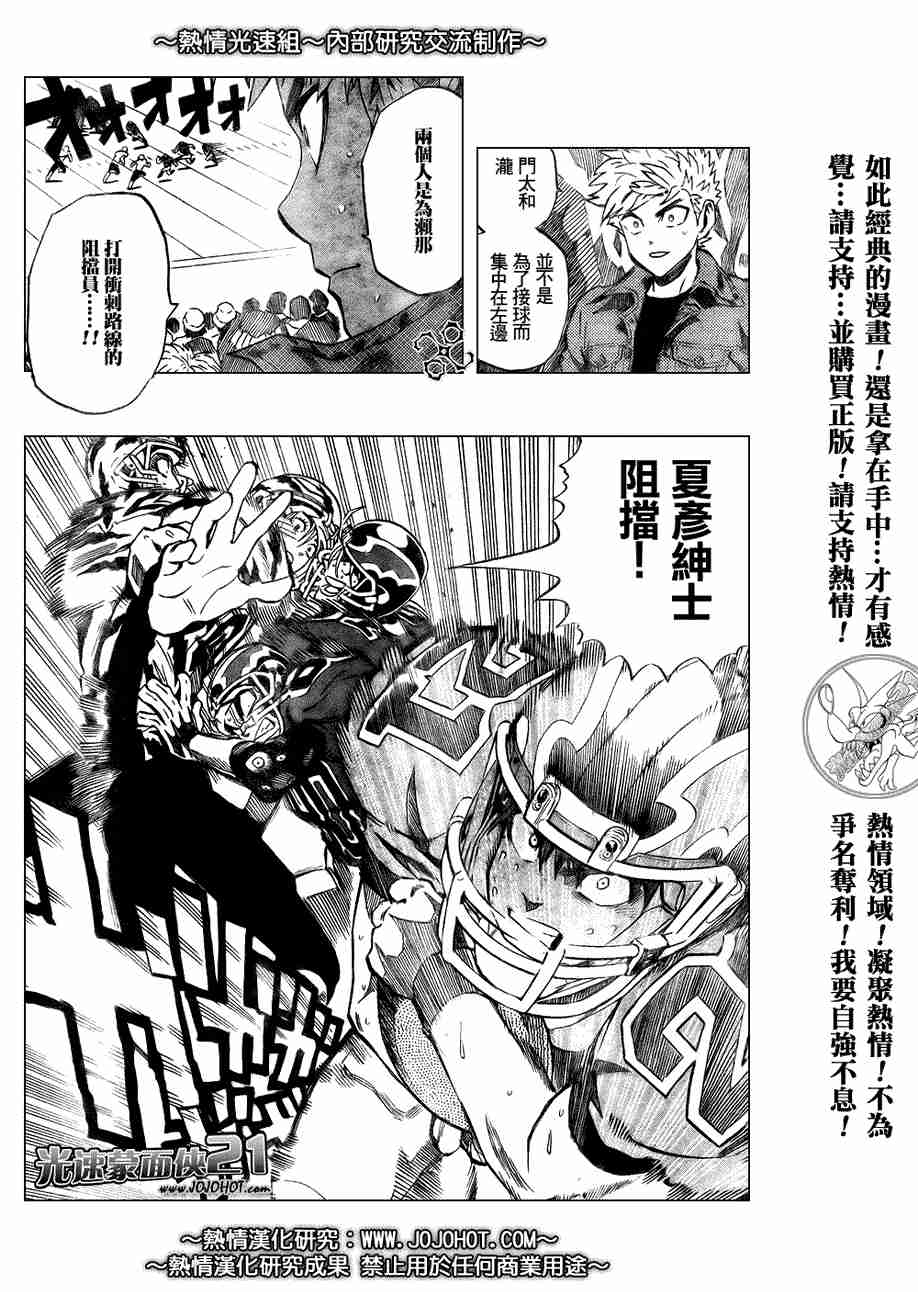 ～熱情光速組～內部研究交流制作～
門太和
瀧
並不是
為了接球而
集中在左邊
オオオオ
兩個人是為瀨那
打開衝刺路線的
阻擋員……!!
夏彥紳士
阻擋！
光速蒙面俠21
WWW.JOJOHOT.com
如此經典的漫畫！還是拿在手中…才有感
覺…請支持…並購買正版！請支持熱情！
熱情領域！凝聚熱情！不為
爭名奪利！我要自強不息！
～熱情漢化研究：WWW.JOJOHOT.COM～
～熱情漢化研究成果 禁止用於任何商業用途～